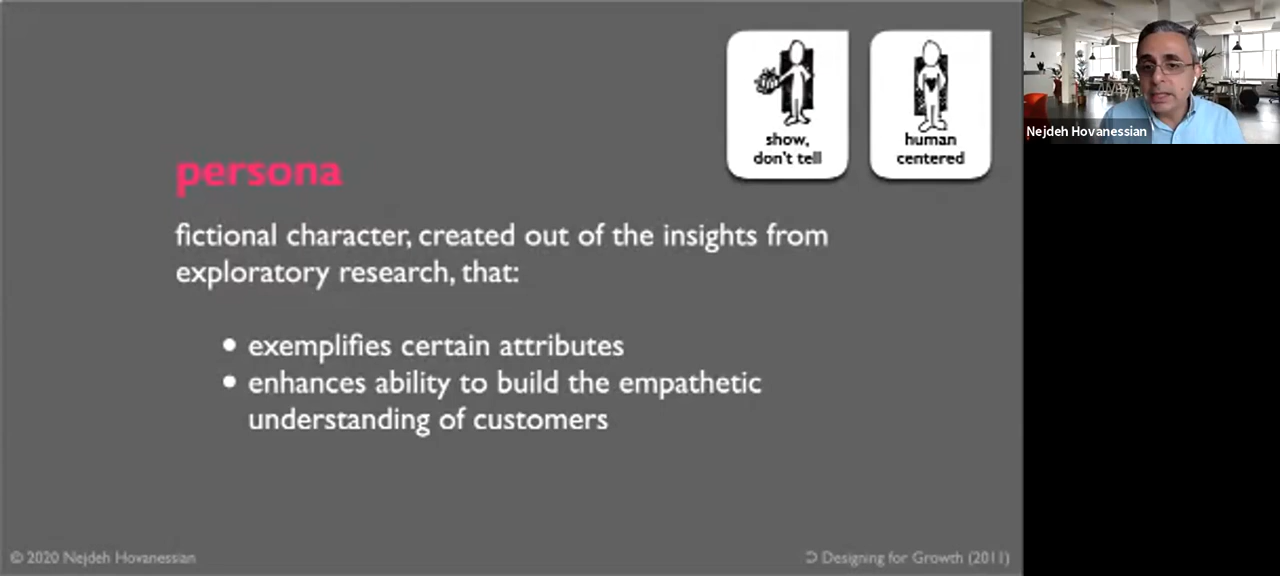 show,
don't tell
human
centered
persona
fictional character, created out of the insights from
exploratory research, that:
• exemplifies certain attributes
• enhances ability to build the empathetic
understanding of customers
© 2020 Nejdeh Hovanessian
Designing for Growth (2011)
Nejdeh Hovanessian